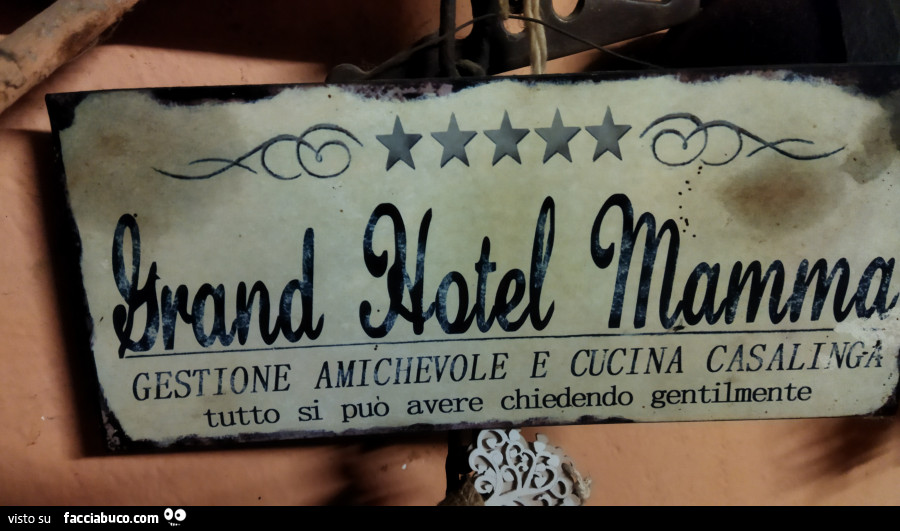 Grand Hotel Mamma
GESTIONE AMICHEVOLE E CUCINA CASALINGA
tutto si può avere chiedendo gentilmente
visto su facciabuco.com